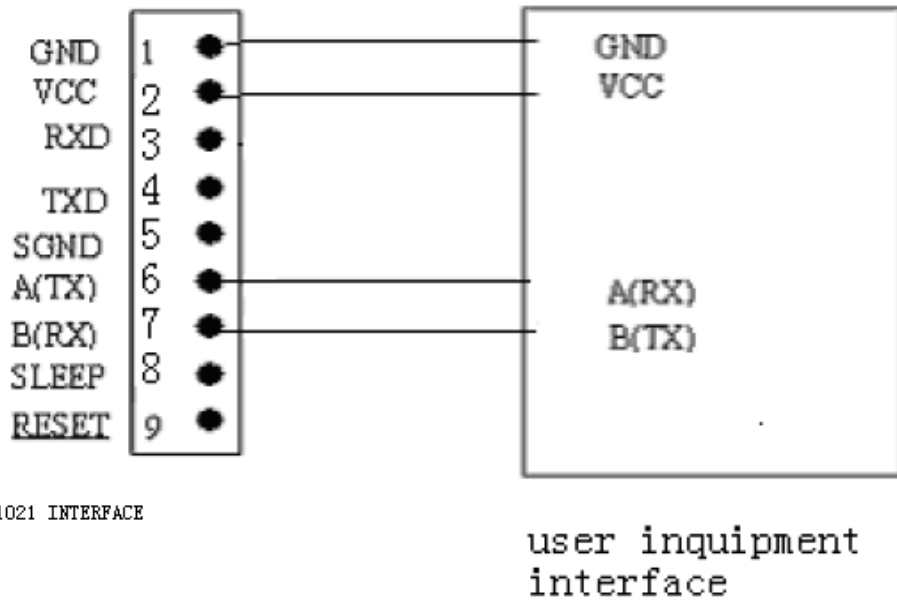 GND 1
VCC 2
RXD 3
TXD 4
SGND 5
A(TX) 6
B(RX) 7
SLEEP 8
RESET 9
GND
VCC
A(RX)
B(TX)
1021 INTERFACE
user inquipment
interface